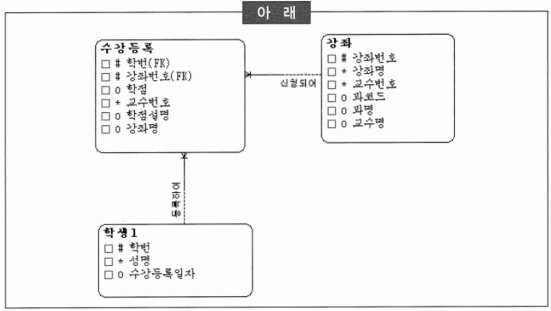 아 래
수강등록
# 학번(FK)
# 강좌번호(FK)
o 학점
* 교수번호
o 학점설명
o 강좌명
강좌
# 강좌번호
* 강좌명
* 교수번호
o 과코드
o 과명
o 교수명
신청되어
등록하여
학생1
# 학번
* 성명
o 수강등록일자